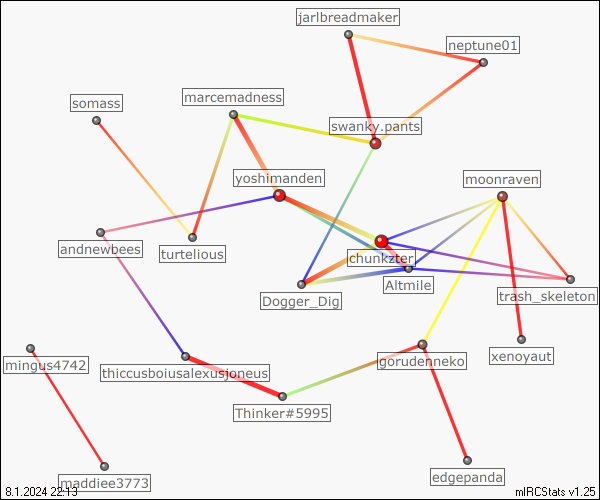 jarlbreadmaker
neptune01
marcemadness
somass
swanky.pants
yoshimanden
moonraven
andnewbees
turtelious
chunkzter
Altmile
trash_skeleton
Dogger_Dig
xenoyaut
mingus4742
thiccusboiusalexusjoneus
gorudenneko
Thinker#5995
edgepanda
maddiee3773
8.1.2024 22:13
mIRCStats v1.25